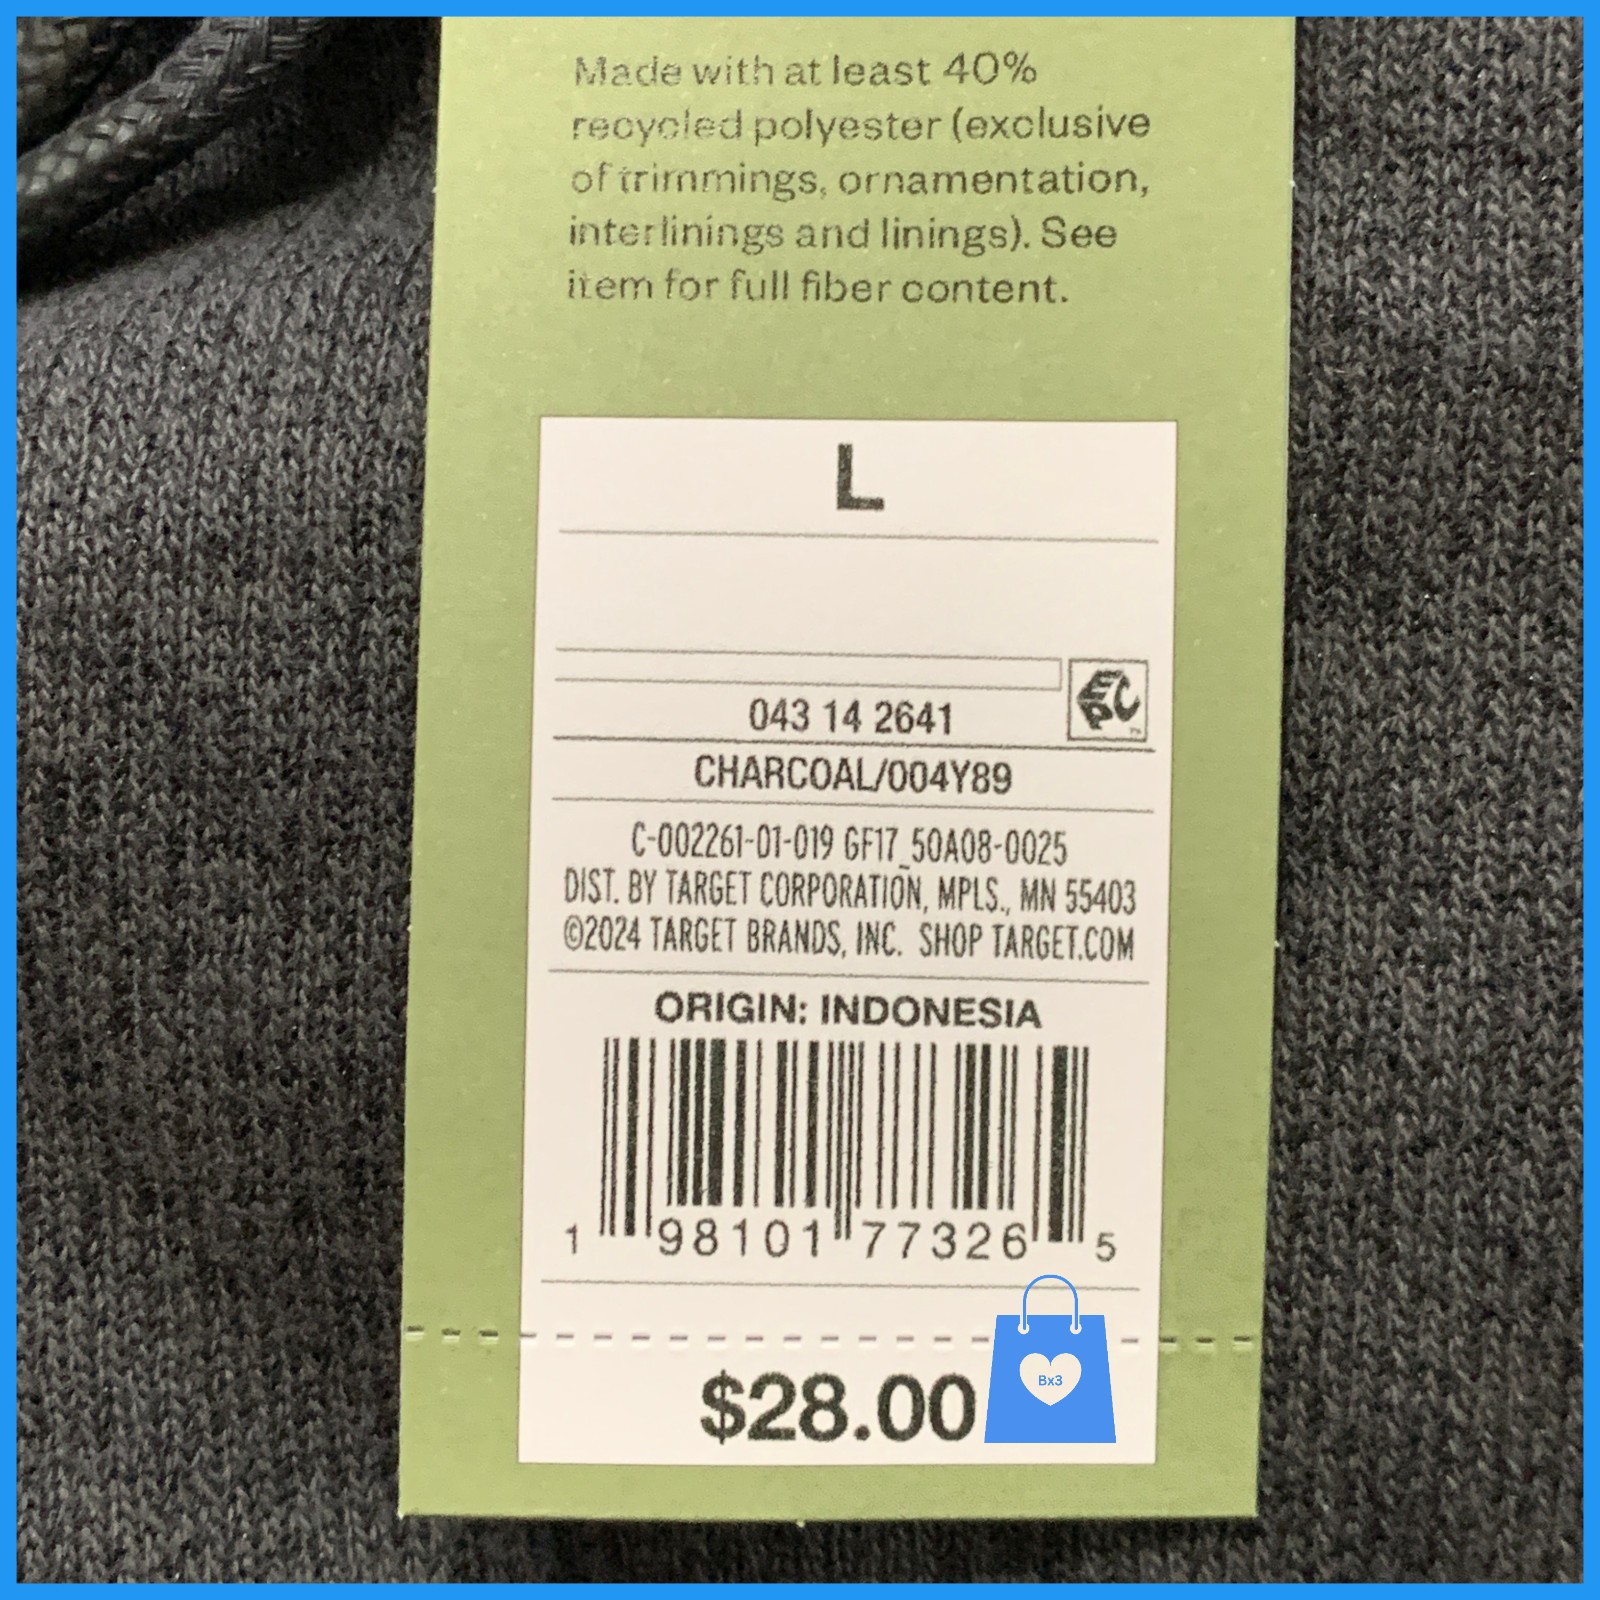 Made with at least 40%
recycled polyester (exclusive
of trimmings, ornamentation,
interlinings and linings). See
item for full fiber content.
L
EPC
™
043 14 2641
CHARCOAL/004Y89
C-002261-01-019 GF17_50A08-0025
DIST. BY TARGET CORPORATION, MPLS., MN 55403
©2024 TARGET BRANDS, INC. SHOP TARGET.COM
ORIGIN: INDONESIA
1 98101 77326 5
$28.00
Bx3